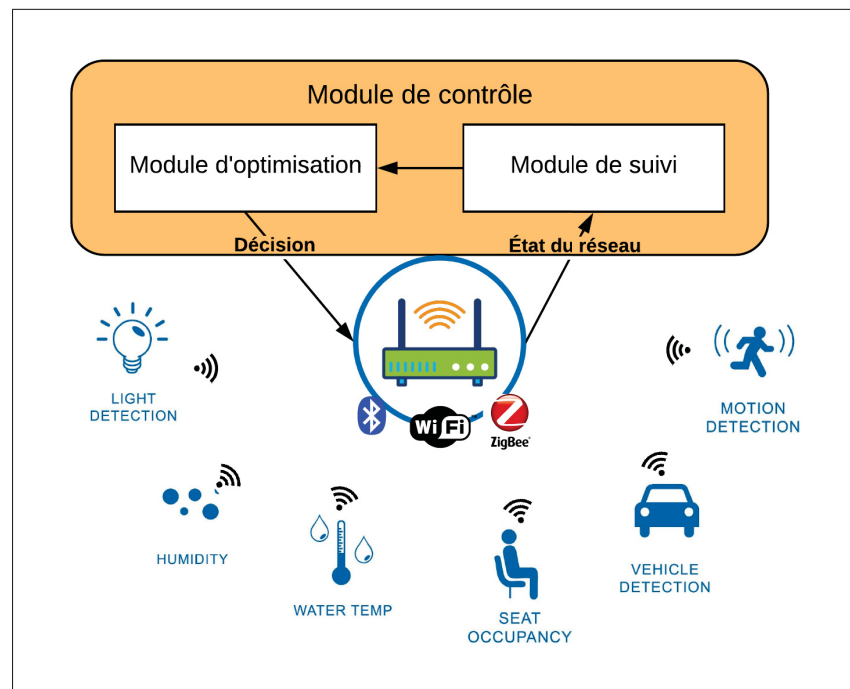 Module de contrôle
Module d'optimisation
Module de suivi
Décision
État du réseau
LIGHT
DETECTION
MOTION
DETECTION
WiFi
ZigBee
HUMIDITY
WATER TEMP
SEAT
OCCUPANCY
VEHICLE
DETECTION